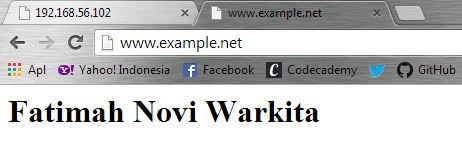 192.168.56.102 www.example.net
www.example.net
Apl Yahoo! Indonesia Facebook Codecademy GitHub
Fatimah Novi Warkita